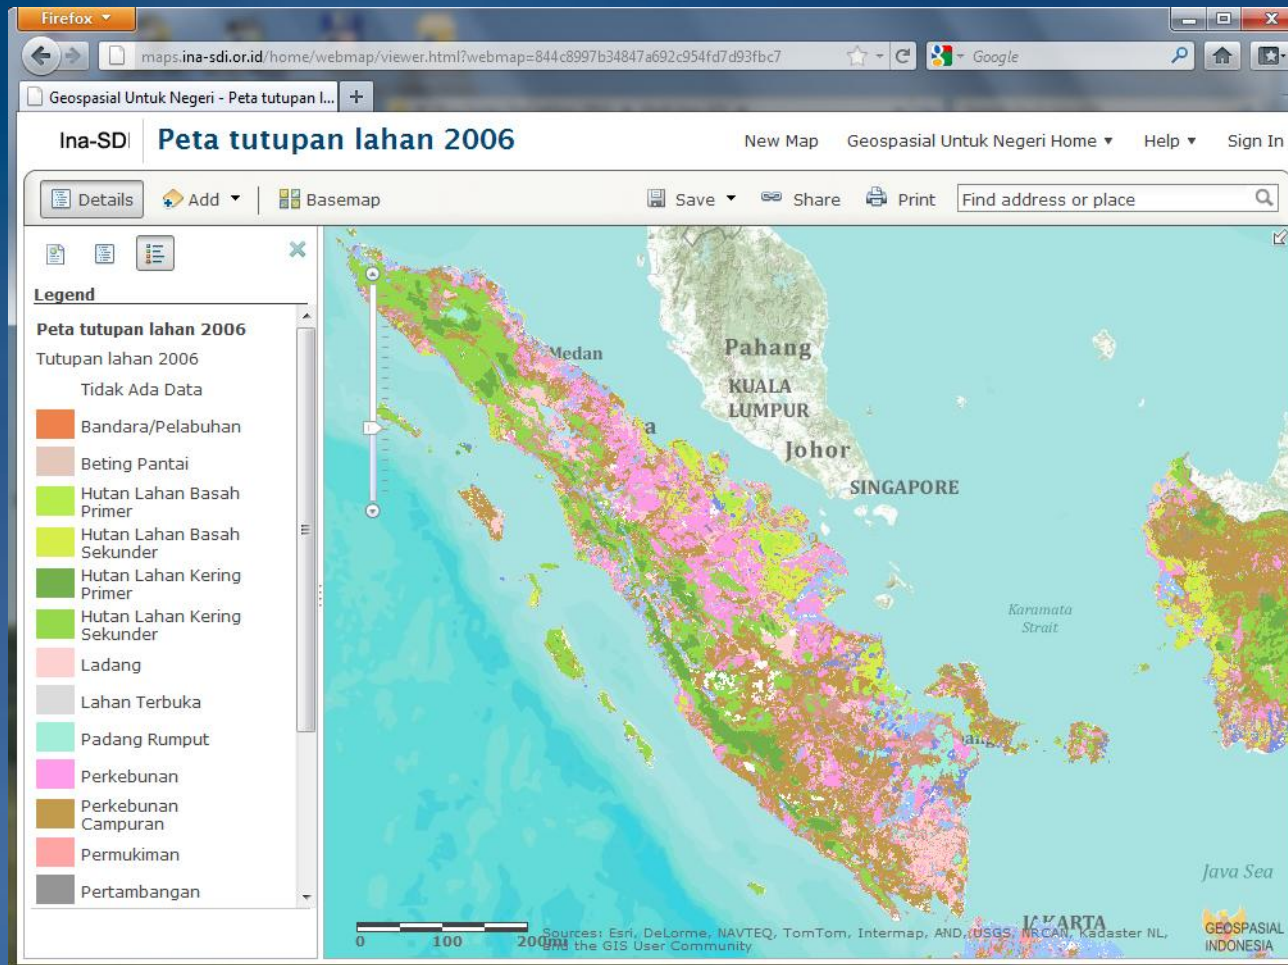 Firefox
maps.ina-sdi.or.id/home/webmap/viewer.html?webmap=844c8997b34847a692c954fd7d93fbc7
Google
Geospasial Untuk Negeri - Peta tutupan l...
Ina-SDI
Peta tutupan lahan 2006
New Map
Geospasial Untuk Negeri Home
Help
Sign In
Details
Add
Basemap
Save
Share
Print
Find address or place
Legend
Peta tutupan lahan 2006
Tutupan lahan 2006
Tidak Ada Data
Bandara/Pelabuhan
Beting Pantai
Hutan Lahan Basah
Primer
Hutan Lahan Basah
Sekunder
Hutan Lahan Kering
Primer
Hutan Lahan Kering
Sekunder
Ladang
Lahan Terbuka
Padang Rumput
Perkebunan
Perkebunan
Campuran
Permukiman
Pertambangan
Medan
Pahang
KUALA
LUMPUR
Johor
SINGAPORE
Karamata
Strait
Java Sea
JAKARTA
0 100 200mi
Sources: Esri, DeLorme, NAVTEQ, TomTom, Intermap, AND, USGS, NRCAN, Kadaster NL,
and the GIS User Community
GEOSPASIAL
INDONESIA